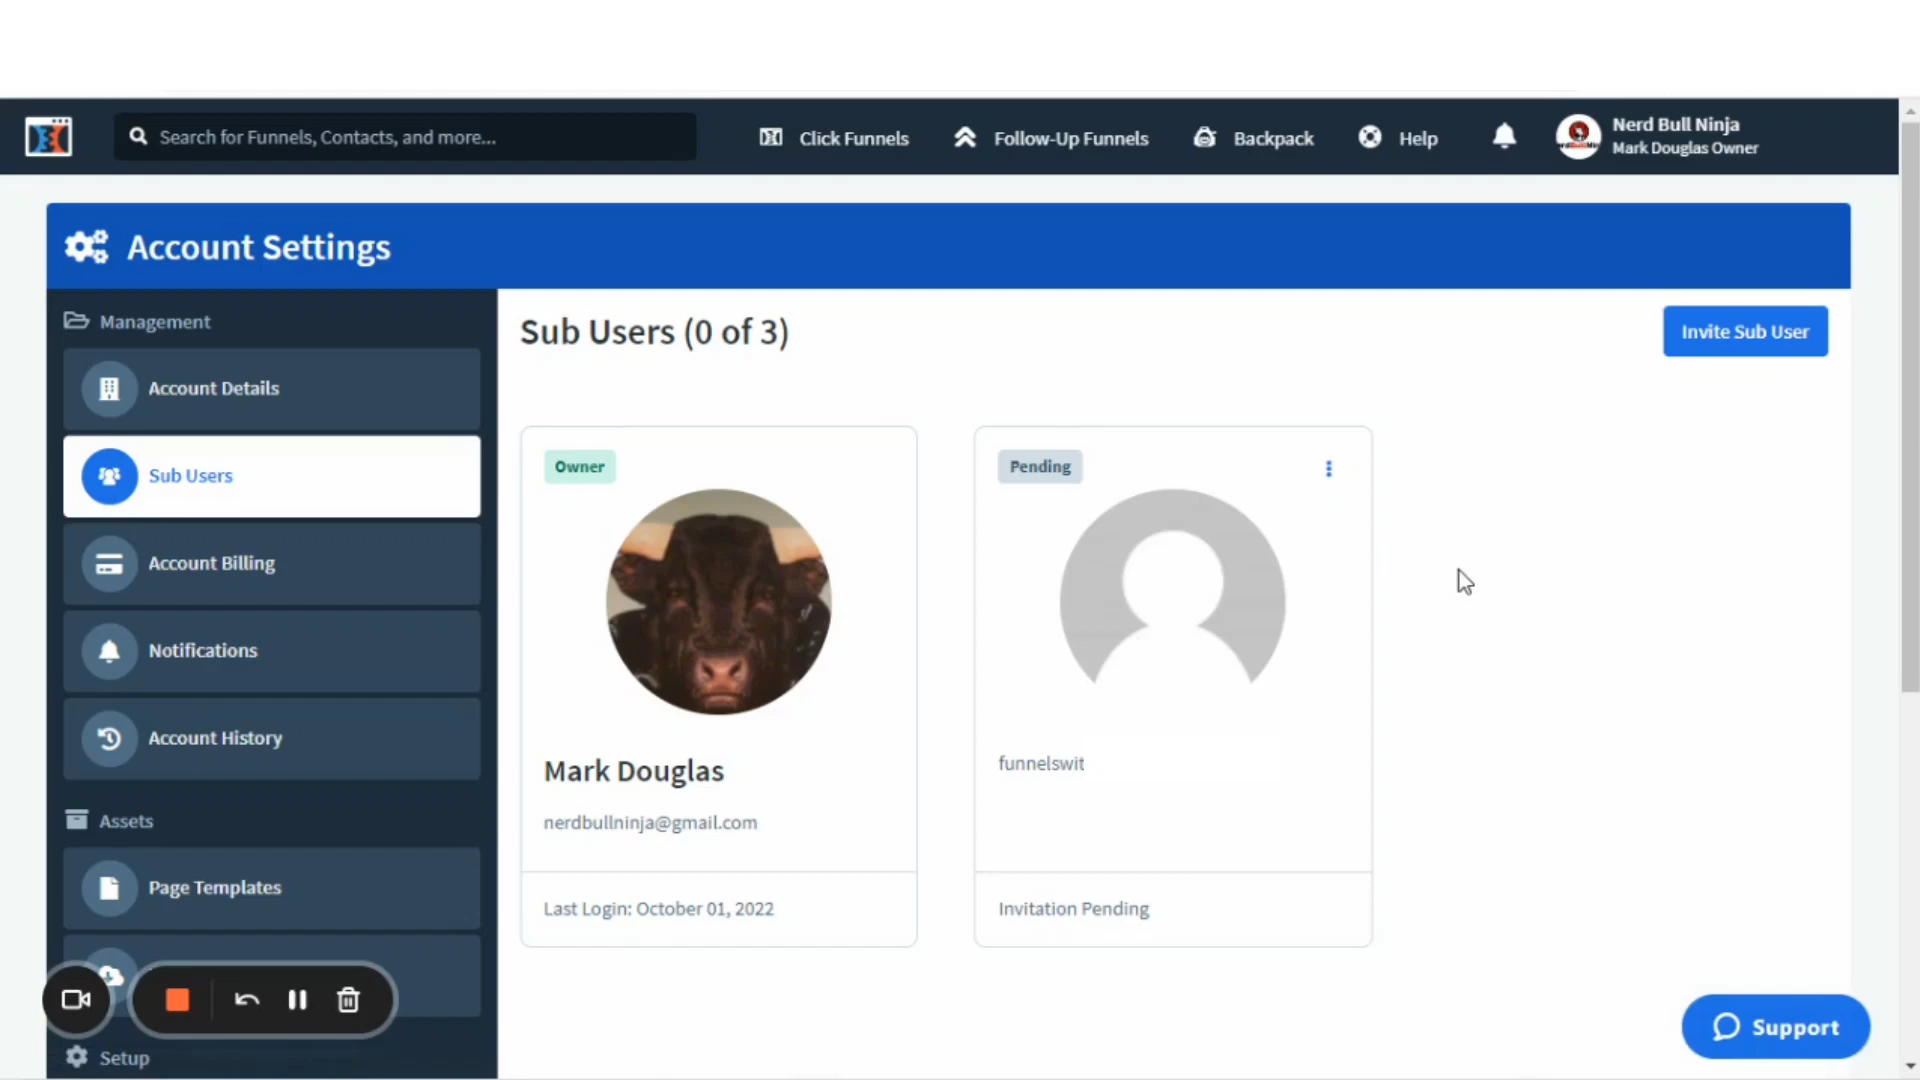 Search for Funnels, Contacts, and more...
Click Funnels
Follow-Up Funnels
Backpack
Help
Nerd Bull Ninja
Mark Douglas Owner
Account Settings
Management
Account Details
Sub Users
Account Billing
Notifications
Account History
Assets
Page Templates
Setup
Sub Users (0 of 3)
Invite Sub User
Owner
Mark Douglas
nerdbullninja@gmail.com
Last Login: October 01, 2022
Pending
funnelswit
Invitation Pending
Support